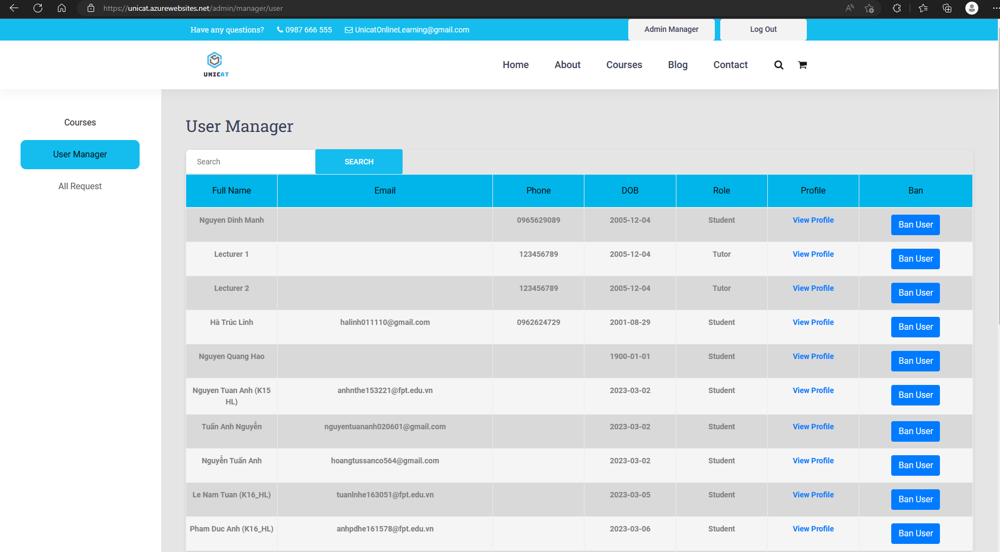 https://unicat.azurewebsites.net/admin/manager/user
Have any questions? 0987 666 555 UnicatOnlineLearning@gmail.com Admin Manager Log Out
UNICAT
Home About Courses Blog Contact
Courses
User Manager
All Request
User Manager
Search SEARCH
Full Name Email Phone DOB Role Profile Ban
Nguyen Dinh Manh 0965629089 2005-12-04 Student View Profile Ban User
Lecturer 1 123456789 2005-12-04 Tutor View Profile Ban User
Lecturer 2 123456789 2005-12-04 Tutor View Profile Ban User
Hà Trúc Linh halinh011110@gmail.com 0962624729 2001-08-29 Student View Profile Ban User
Nguyen Quang Hao 1900-01-01 Student View Profile Ban User
Nguyen Tuan Anh (K15 anhnthe153221@fpt.edu.vn 2023-03-02 Student View Profile Ban User
HL)
Tuấn Anh Nguyễn nguyentuananh020601@gmail.com 2023-03-02 Student View Profile Ban User
Nguyễn Tuấn Anh hoangtussanco564@gmail.com 2023-03-02 Student View Profile Ban User
Le Nam Tuan (K16_HL) tuanlnhe163051@fpt.edu.vn 2023-03-05 Student View Profile Ban User
Pham Duc Anh (K16_HL) anhpdhe161578@fpt.edu.vn 2023-03-06 Student View Profile Ban User